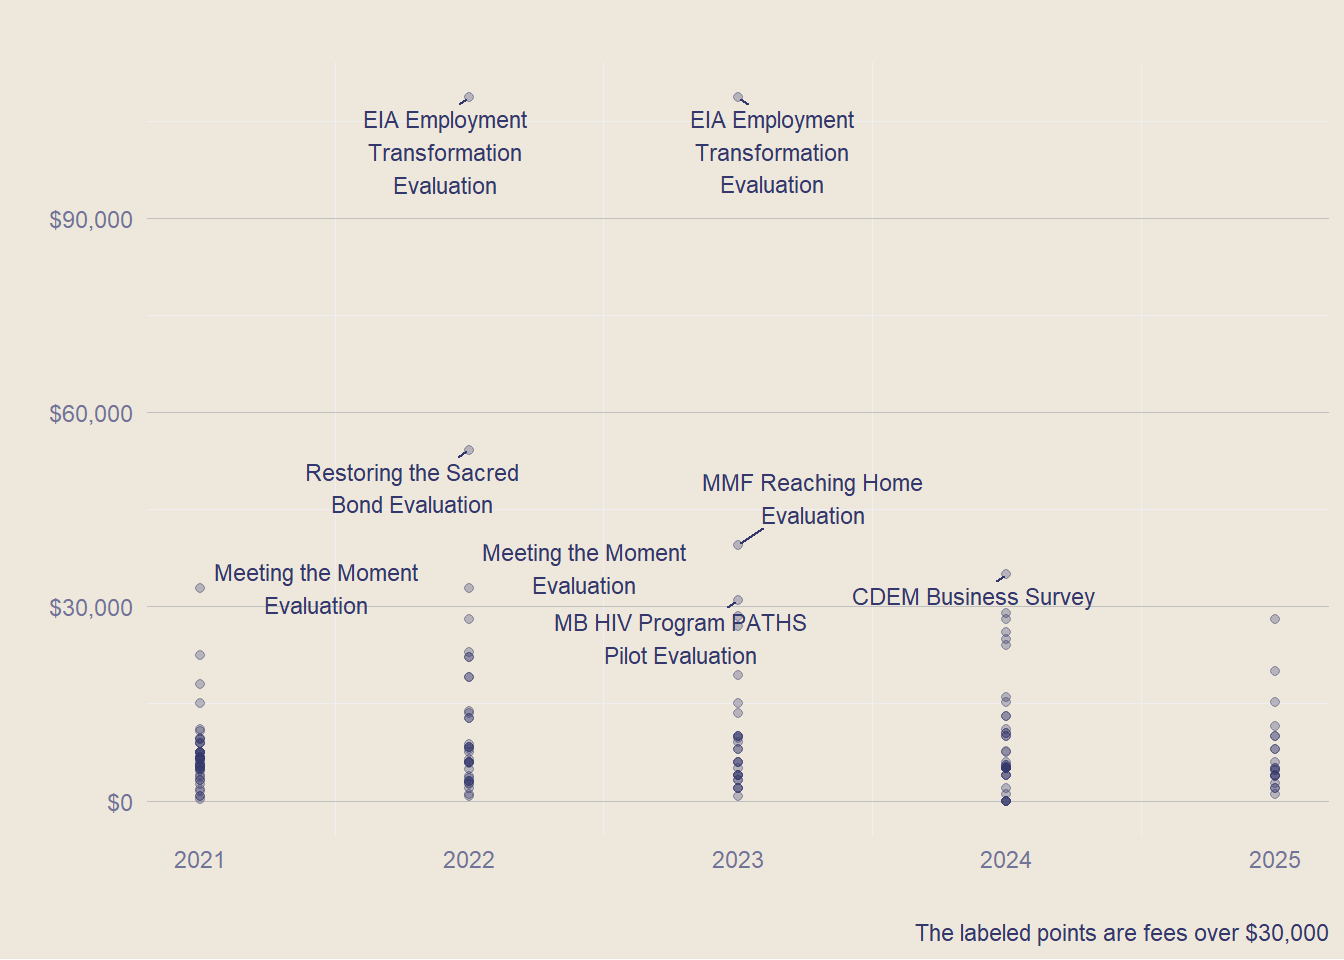 EIA Employment
Transformation
Evaluation
EIA Employment
Transformation
Evaluation
$90,000
$60,000
Restoring the Sacred
Bond Evaluation
MMF Reaching Home
Evaluation
Meeting the Moment
Evaluation
Meeting the Moment
Evaluation
CDEM Business Survey
$30,000
MB HIV Program PATHS
Pilot Evaluation
$0
2021
2022
2023
2024
2025
The labeled points are fees over $30,000